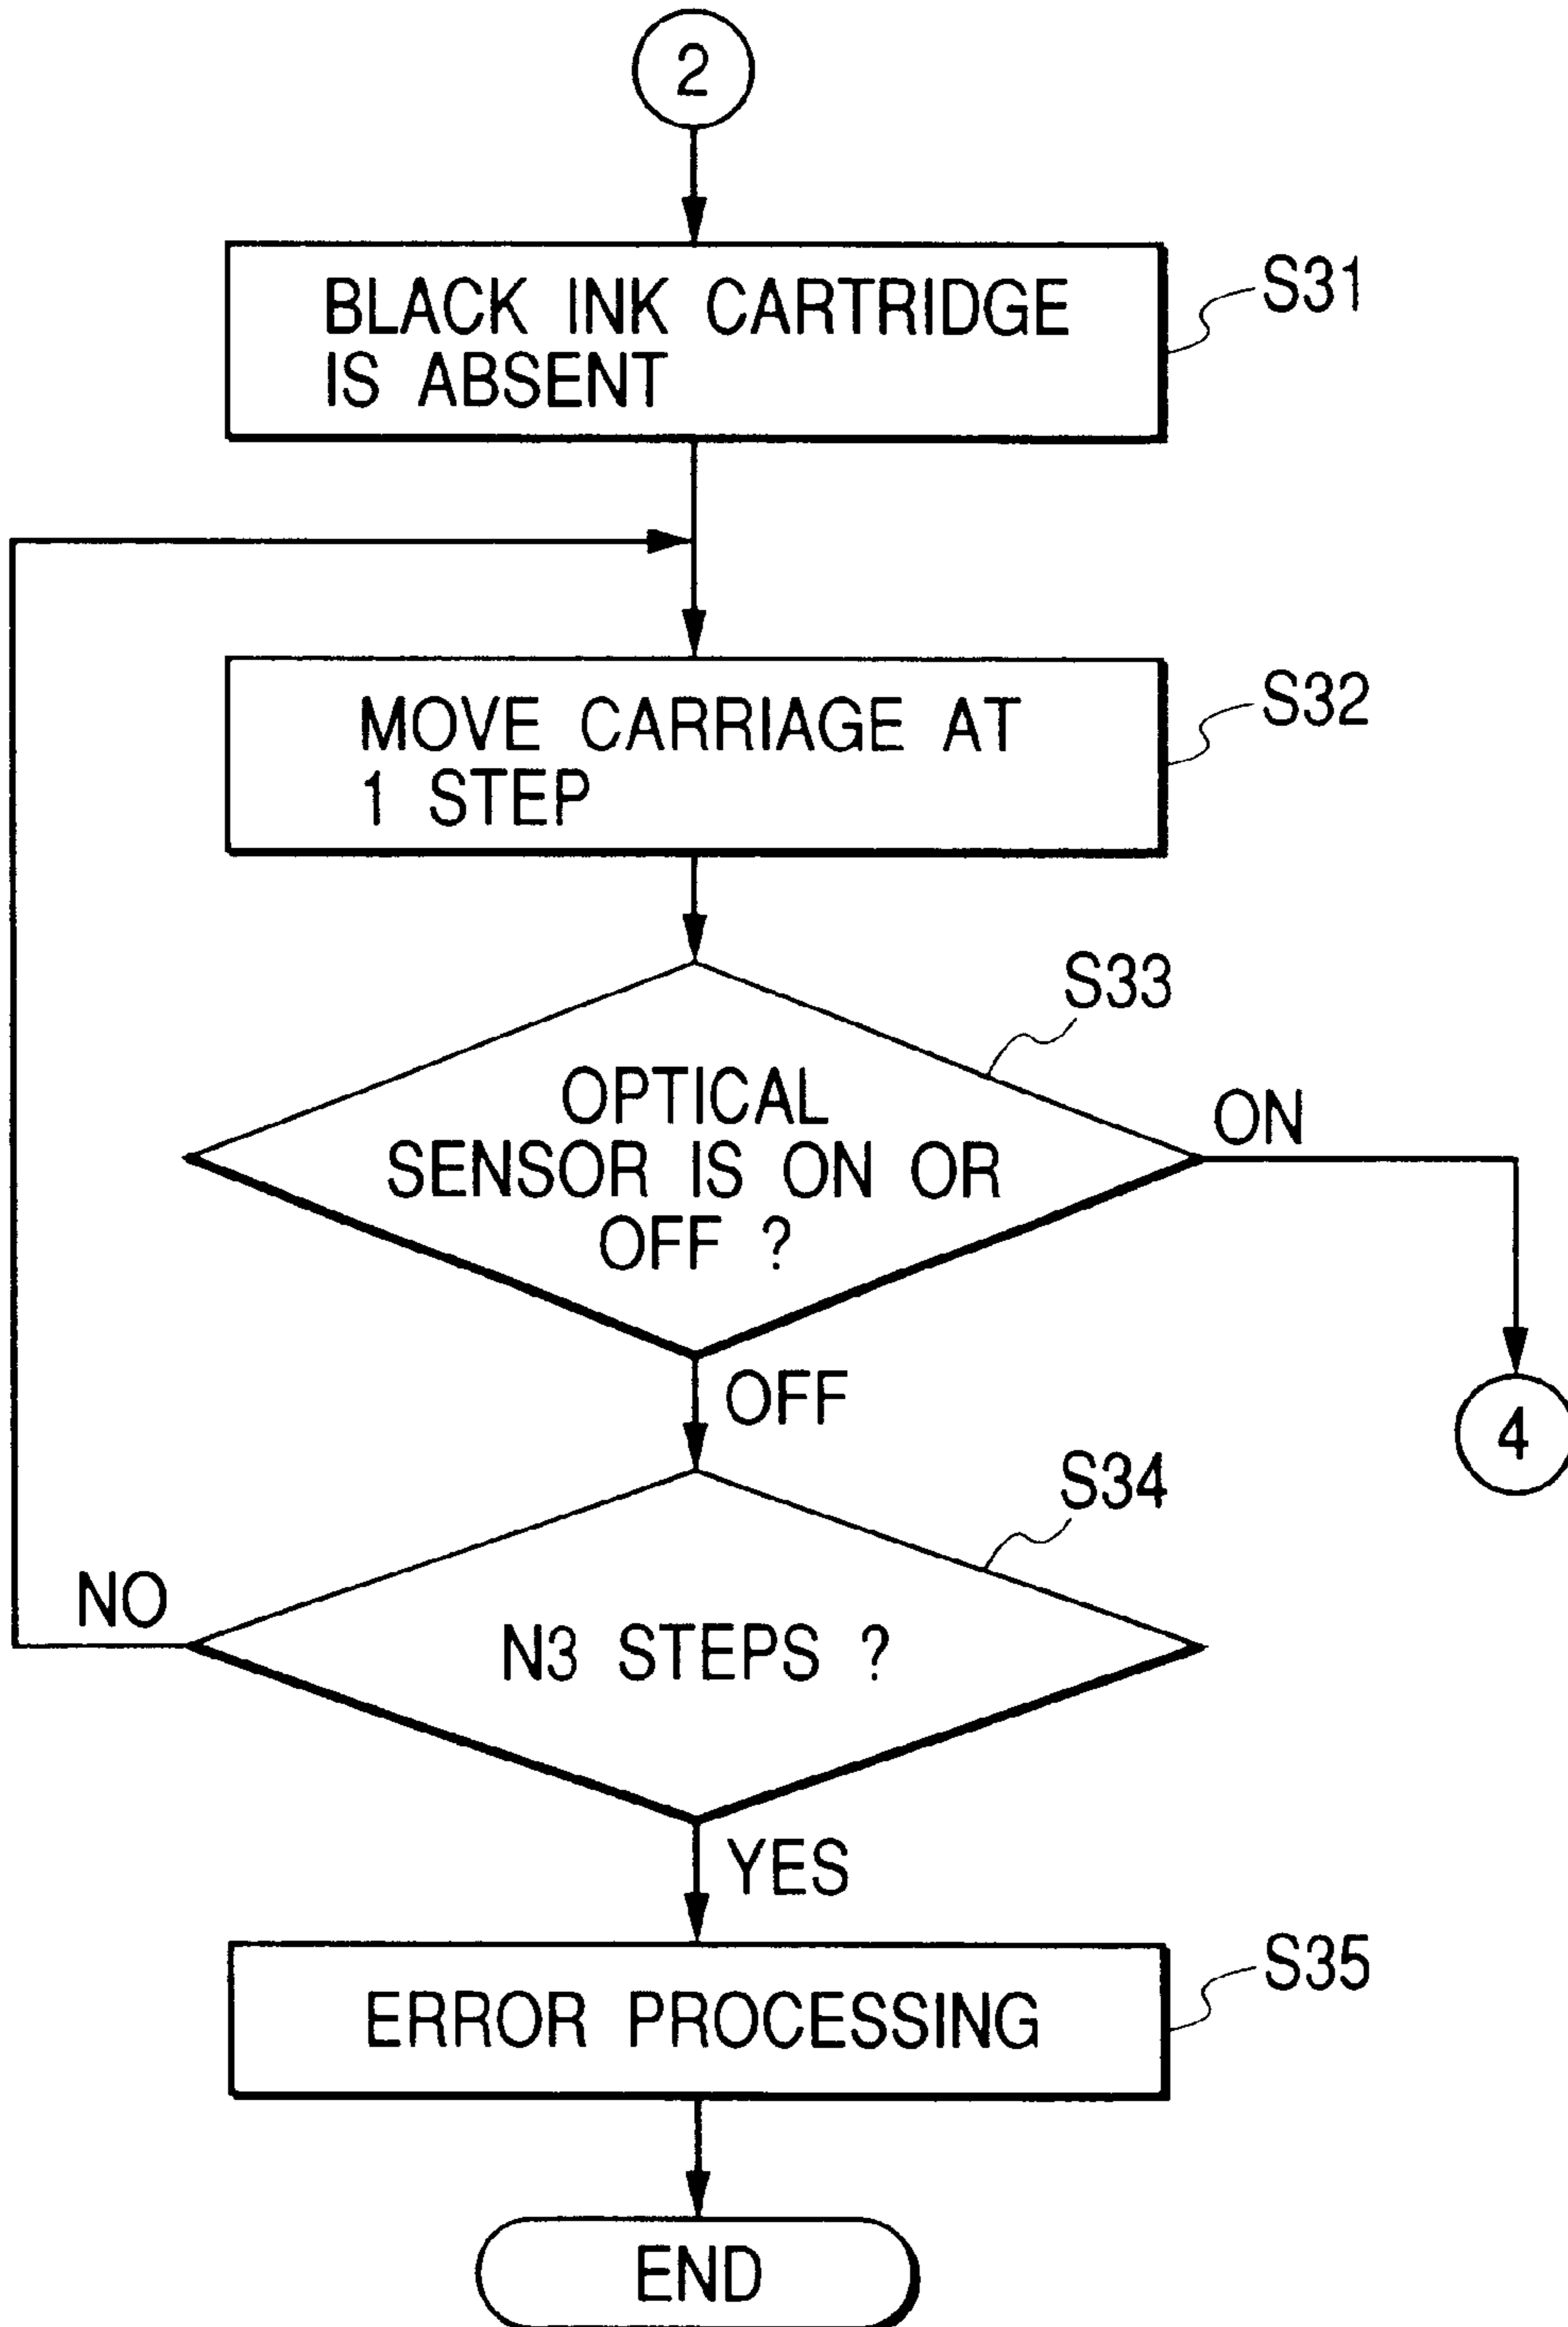 2
BLACK INK CARTRIDGE
IS ABSENT
S31
MOVE CARRIAGE AT
1 STEP
S32
S33
OPTICAL
SENSOR IS ON OR
OFF ?
ON
OFF
4
S34
NO
N3 STEPS ?
YES
ERROR PROCESSING
S35
END